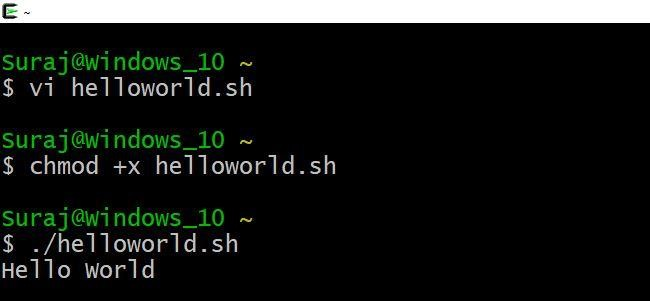 ~
Suraj@Windows_10 ~
$ vi helloworld.sh
Suraj@Windows_10 ~
$ chmod +x helloworld.sh
Suraj@Windows_10 ~
$ ./helloworld.sh
Hello World